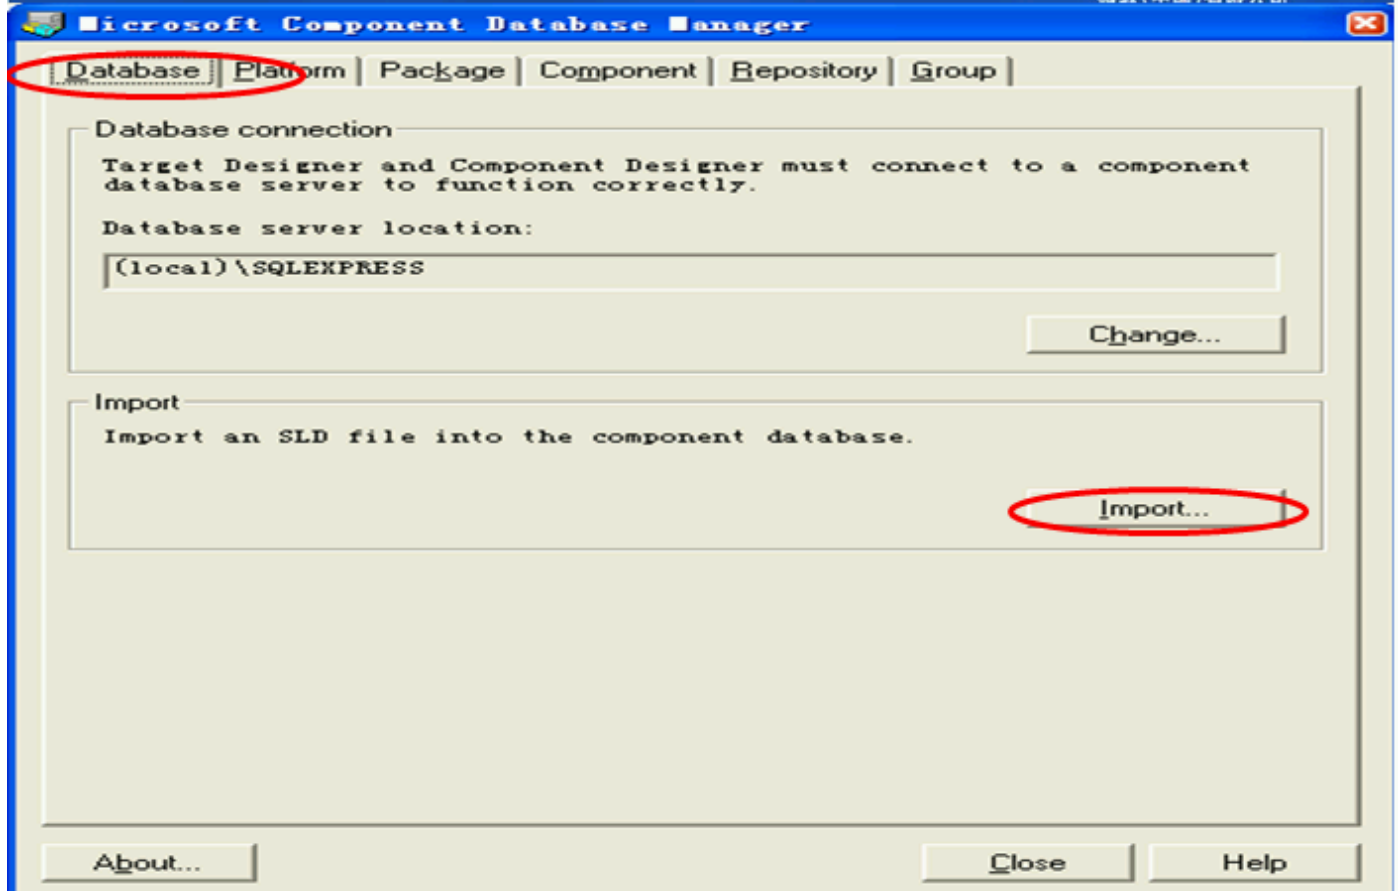 Microsoft Component Database Manager
Database Platform Package Component Repository Group
Database connection
Target Designer and Component Designer must connect to a component
database server to function correctly.
Database server location:
(local)\SQLEXPRESS
Change...
Import
Import an SLD file into the component database.
Import...
About... Close Help